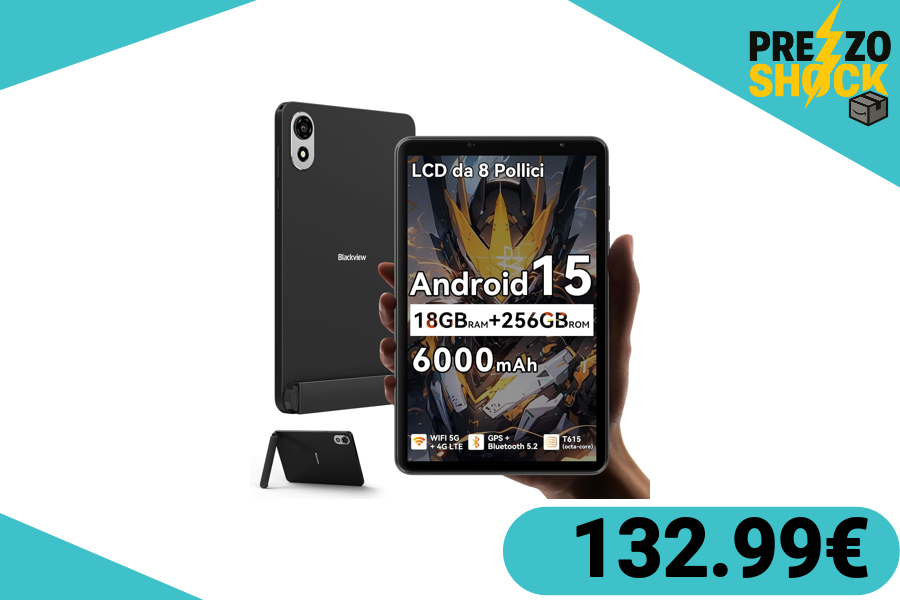 PREZZO
SHOCK
LCD da 8 Pollici
Blackview
Android 15
18GBRAM+256GBROM
6000mAh
WIFI 5G
+ 4G LTE
GPS +
Bluetooth 5.2
T615
(octa-core)
132.99€